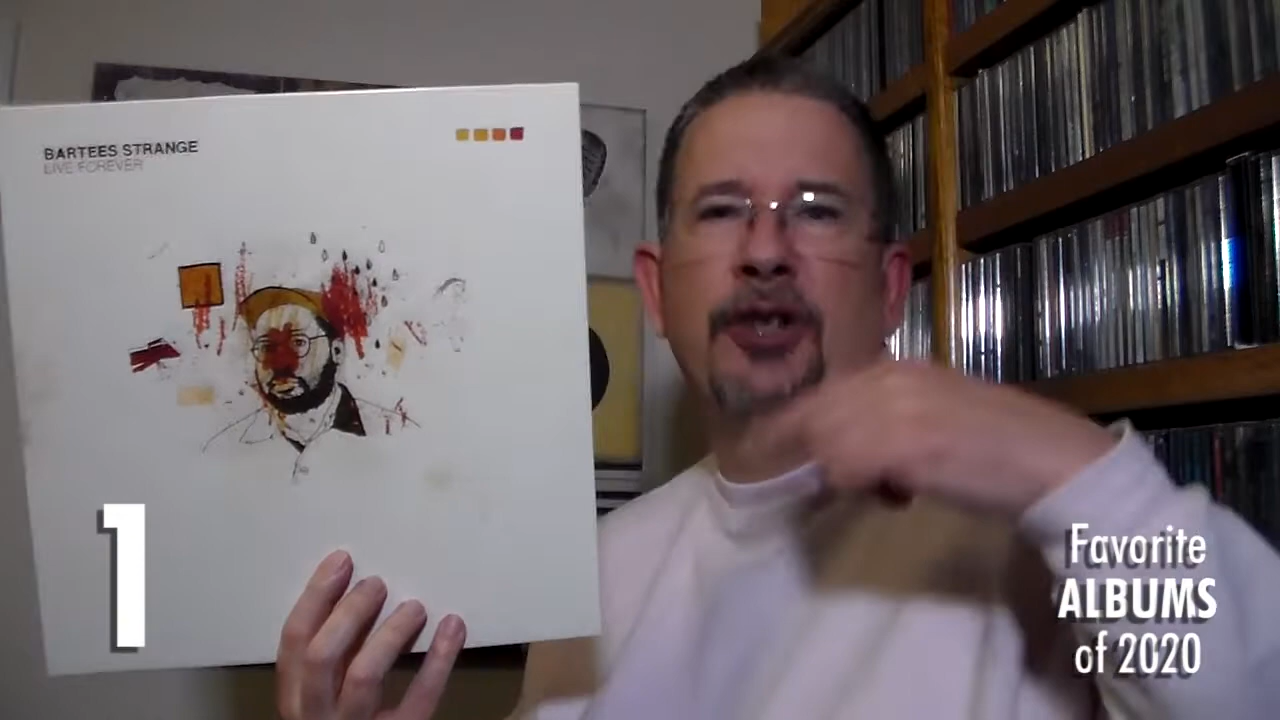 BARTEES STRANGE
LIVE FOREVER
1
Favorite
ALBUMS
of 2020